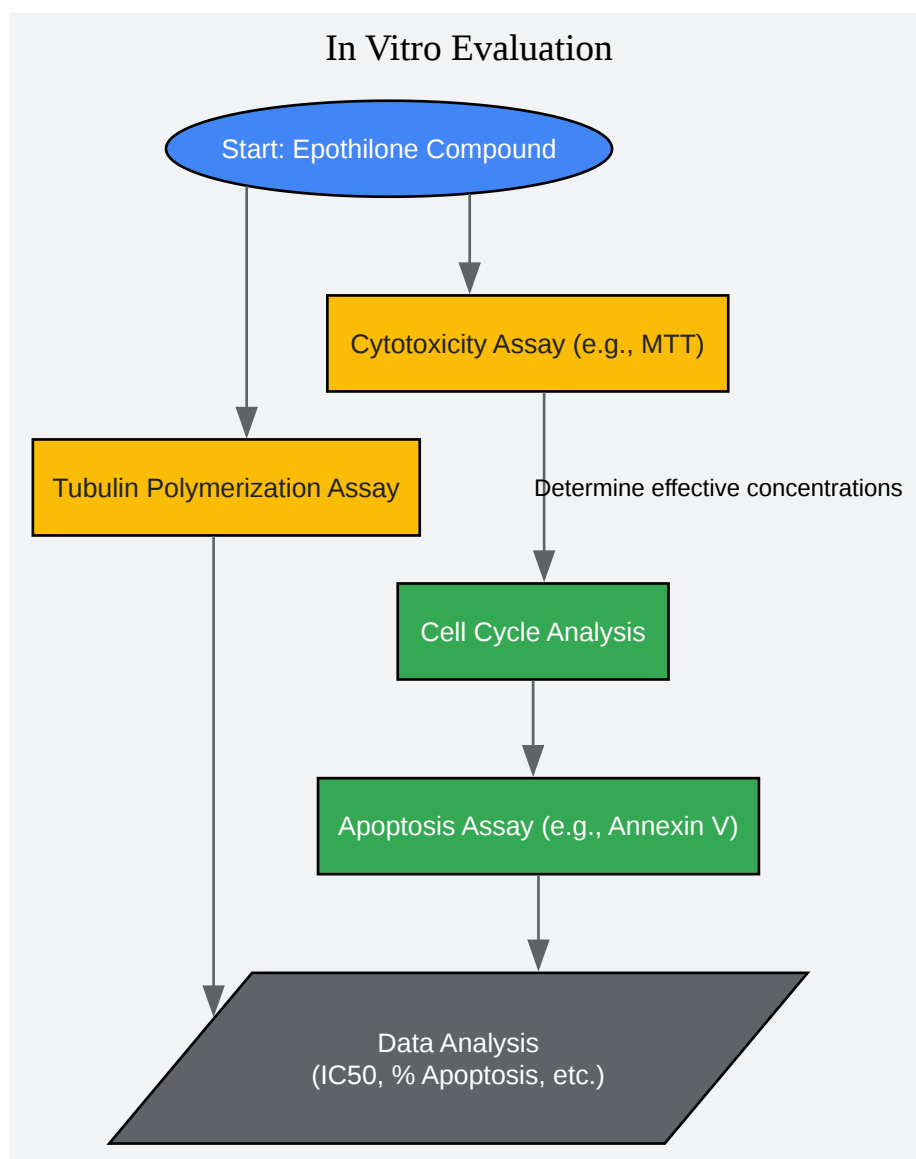 In Vitro Evaluation
Start: Epothilone Compound
Cytotoxicity Assay (e.g., MTT)
Tubulin Polymerization Assay
Determine effective concentrations
Cell Cycle Analysis
Apoptosis Assay (e.g., Annexin V)
Data Analysis
(IC50, % Apoptosis, etc.)